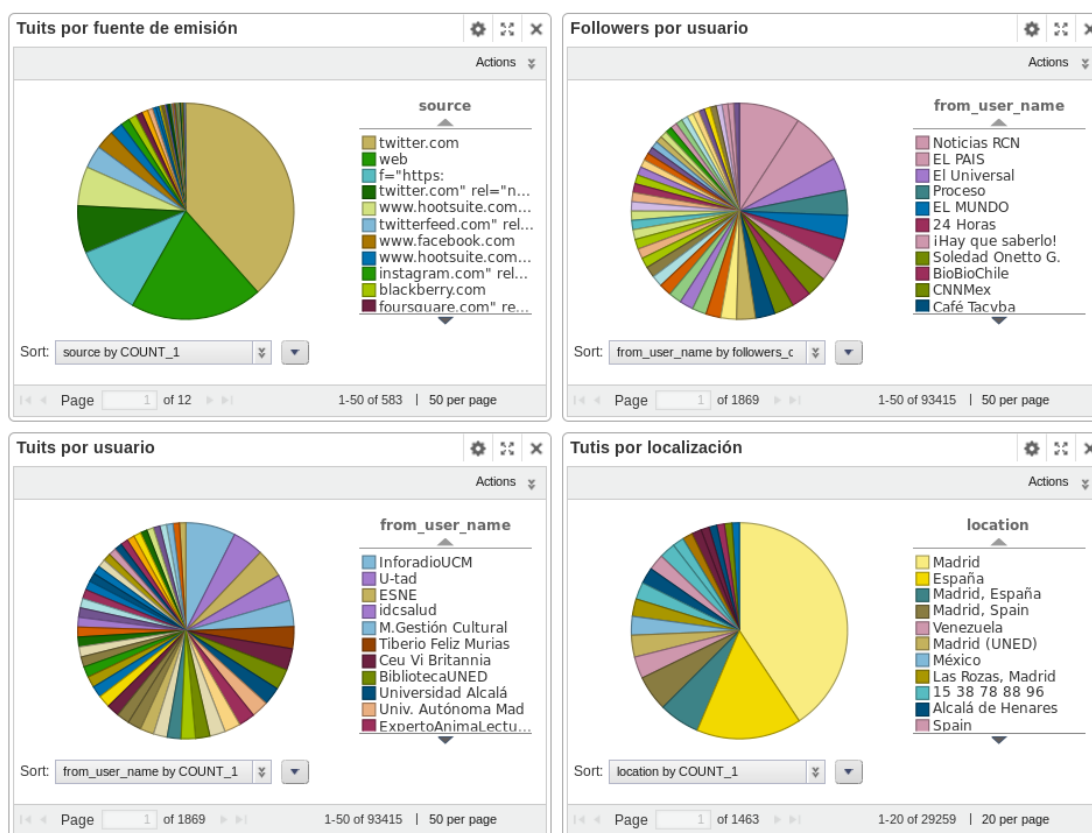 Tuits por fuente de emisión
Actions
source
twitter.com
web
f="https:
twitter.com" rel="n...
www.hootsuite.com...
twitterfeed.com" rel...
www.facebook.com
www.hootsuite.com...
instagram.com" rel...
blackberry.com
foursquare.com" re...
Sort: source by COUNT_1
Page 1 of 12 1-50 of 583 | 50 per page
Followers por usuario
Actions
from_user_name
Noticias RCN
EL PAIS
El Universal
Proceso
EL MUNDO
24 Horas
¡Hay que saberlo!
Soledad Onetto G.
BioBioChile
CNNMex
Café Tacvba
Sort: from_user_name by followers_c
Page 1 of 1869 1-50 of 93415 | 50 per page
Tuits por usuario
Actions
from_user_name
InforadioUCM
U-tad
ESNE
idcsalud
M.Gestión Cultural
Tiberio Feliz Murias
Ceu Vi Britannia
BibliotecaUNED
Universidad Alcalá
Univ. Autónoma Mad
ExpertoAnimaLectu...
Sort: from_user_name by COUNT_1
Page 1 of 1869 1-50 of 93415 | 50 per page
Tutis por localización
Actions
location
Madrid
España
Madrid, España
Madrid, Spain
Venezuela
Madrid (UNED)
México
Las Rozas, Madrid
15 38 78 88 96
Alcalá de Henares
Spain
Sort: location by COUNT_1
Page 1 of 1463 1-20 of 29259 | 20 per page